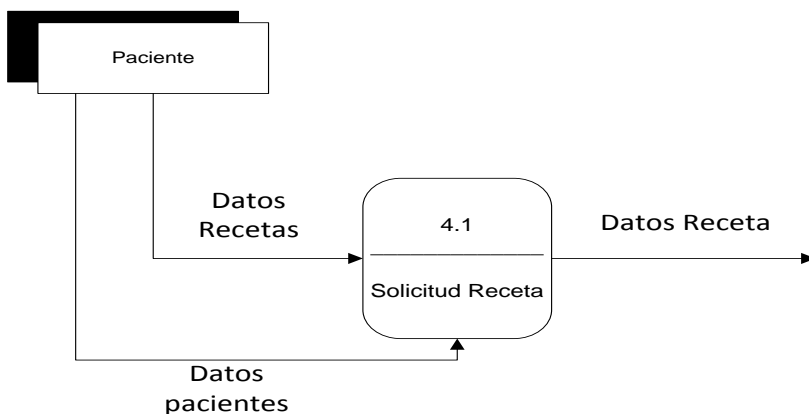 Paciente
Datos
Recetas
4.1
Solicitud Receta
Datos Receta
Datos
pacientes